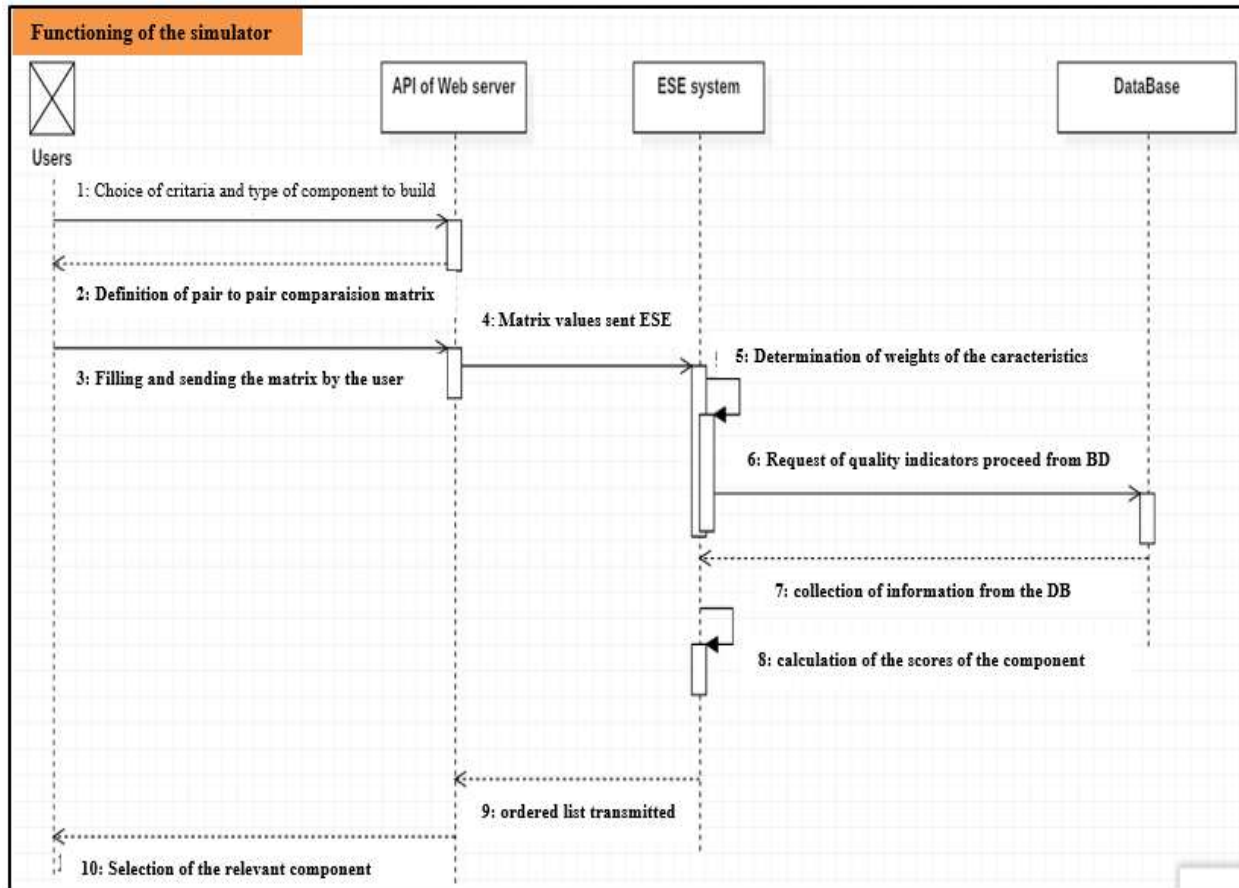 Functioning of the simulator
API of Web server
ESE system
DataBase
Users
1: Choice of critaria and type of component to build
2: Definition of pair to pair comparaision matrix
4: Matrix values sent ESE
3: Filling and sending the matrix by the user
5: Determination of weights of the caracteristics
6: Request of quality indicators proceed from BD
7: collection of information from the DB
8: calculation of the scores of the component
9: ordered list transmitted
10: Selection of the relevant component